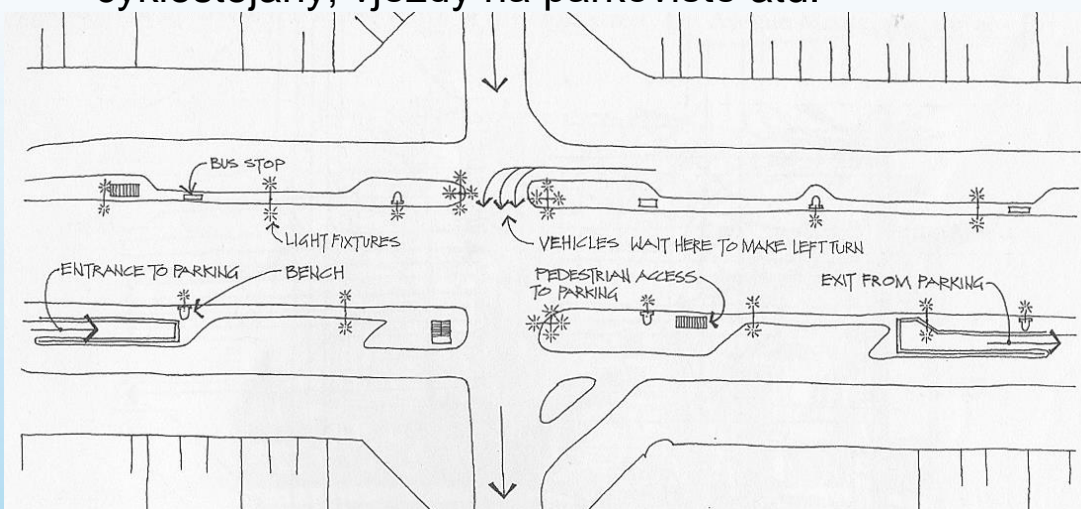 cyklostojany, vjezdy na parkoviště atd.
BUS STOP
LIGHT FIXTURES
VEHICLES WAIT HERE TO MAKE LEFT TURN
ENTRANCE TO PARKING
BENCH
PEDESTRIAN ACCESS
TO PARKING
EXIT FROM PARKING